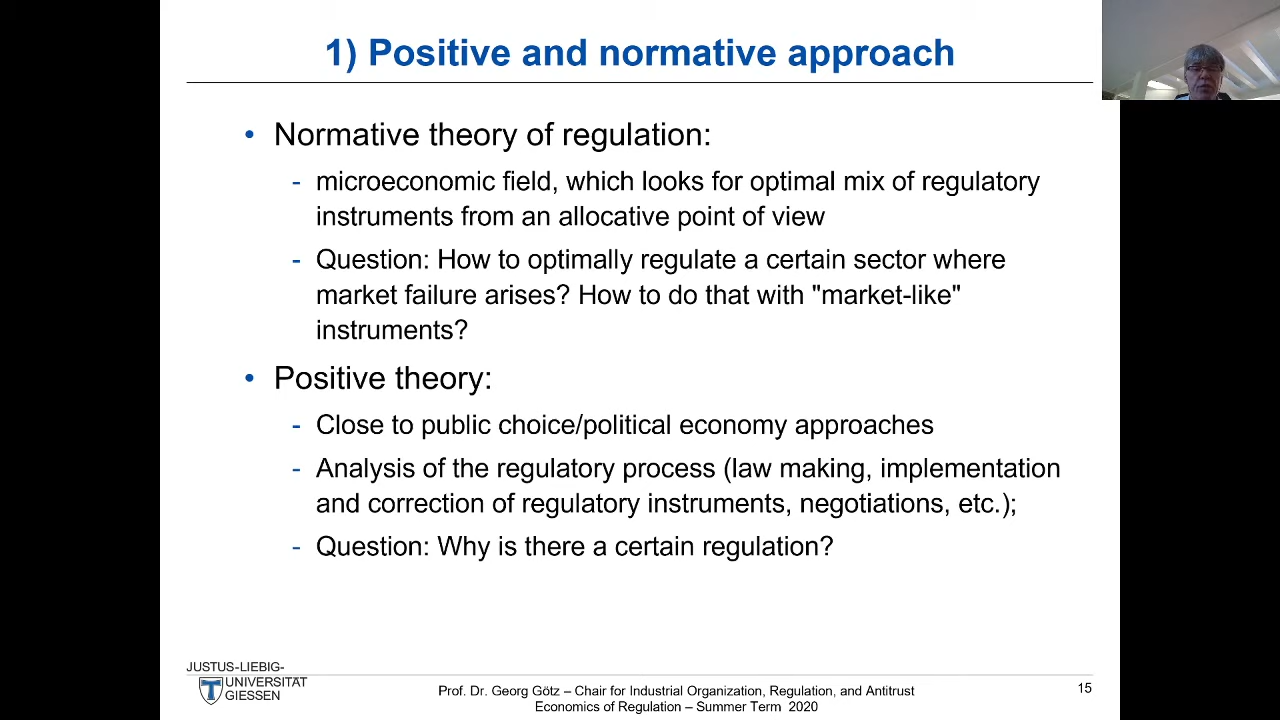 1) Positive and normative approach
• Normative theory of regulation:
- microeconomic field, which looks for optimal mix of regulatory
instruments from an allocative point of view
- Question: How to optimally regulate a certain sector where
market failure arises? How to do that with "market-like"
instruments?
• Positive theory:
- Close to public choice/political economy approaches
- Analysis of the regulatory process (law making, implementation
and correction of regulatory instruments, negotiations, etc.);
- Question: Why is there a certain regulation?
JUSTUS-LIEBIG-
UNIVERSITÄT
GIESSEN
Prof. Dr. Georg Götz – Chair for Industrial Organization, Regulation, and Antitrust
Economics of Regulation – Summer Term 2020
15